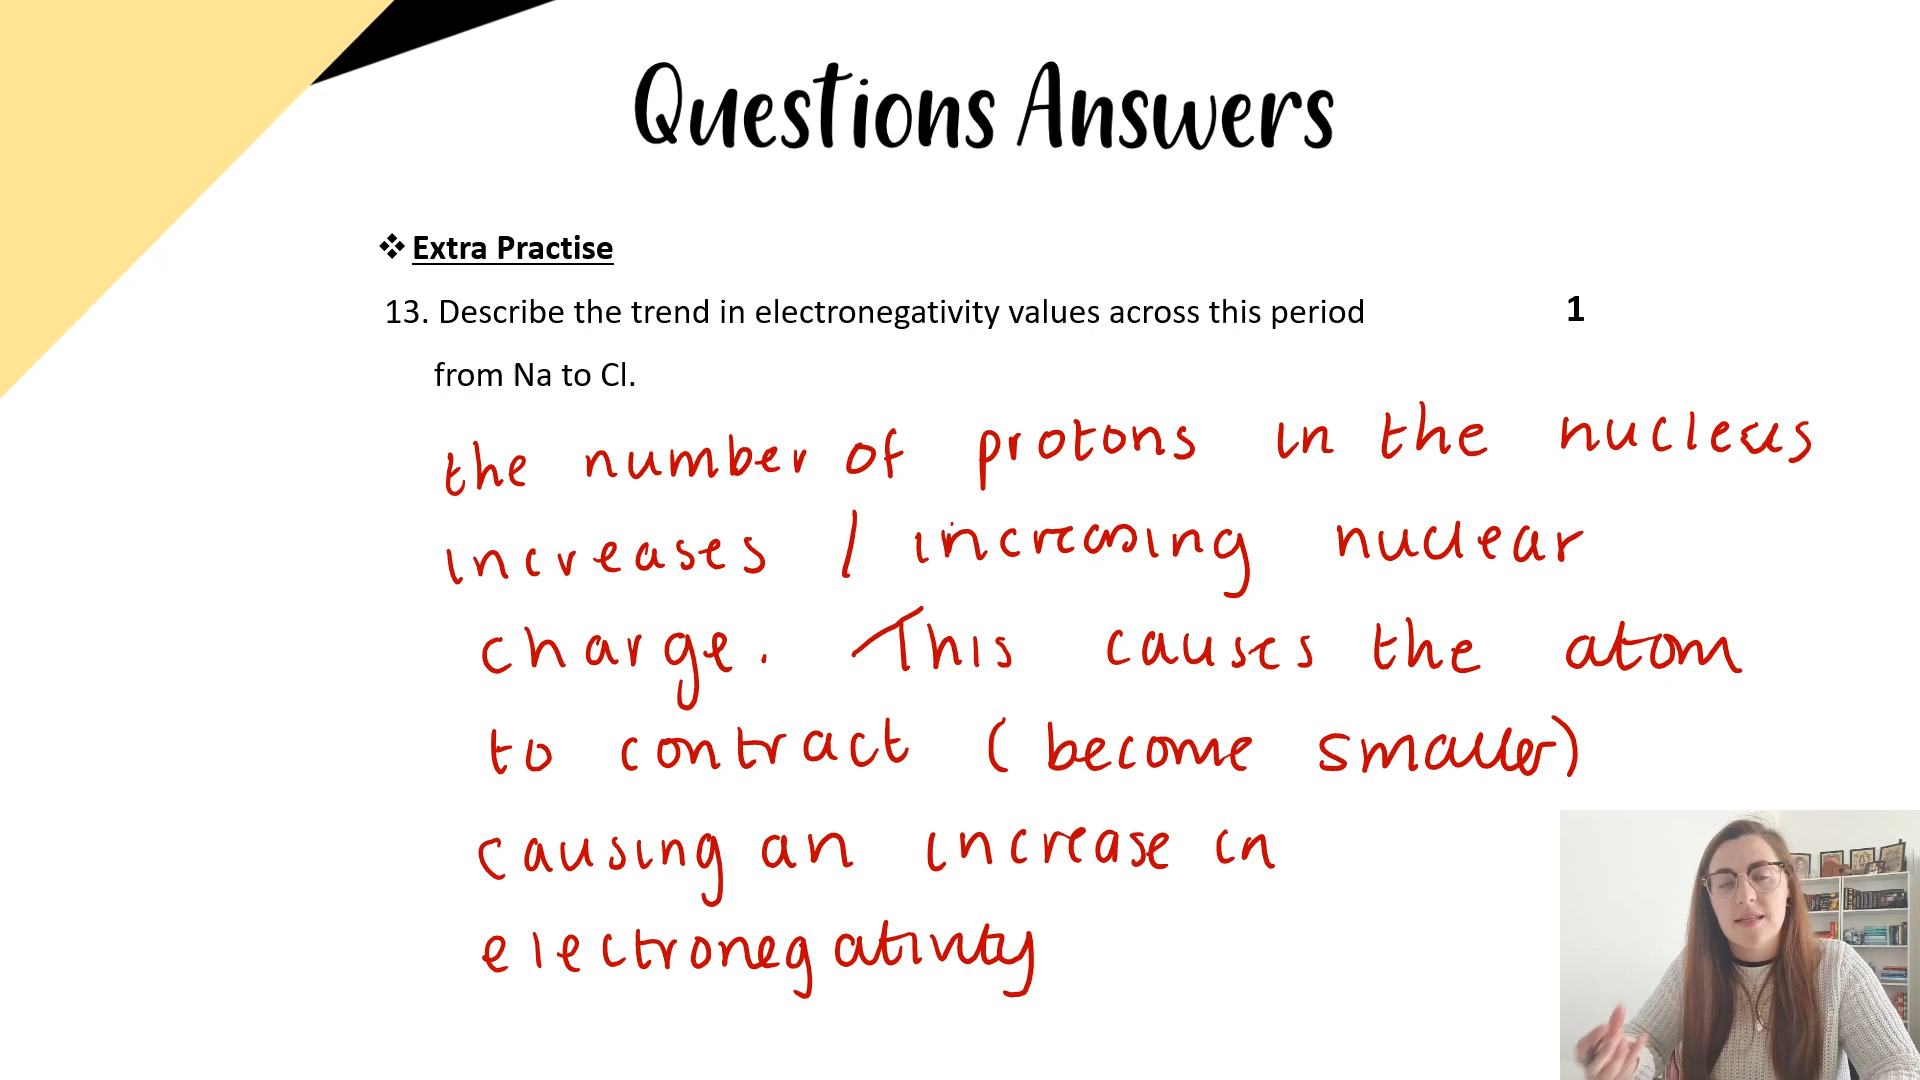 Questions Answers
❖ Extra Practise
13. Describe the trend in electronegativity values across this period 1
from Na to Cl.
the number of protons in the nucleus
increases / increasing nuclear
charge. This causes the atom
to contract (become smaller)
causing an increase in
electronegativity